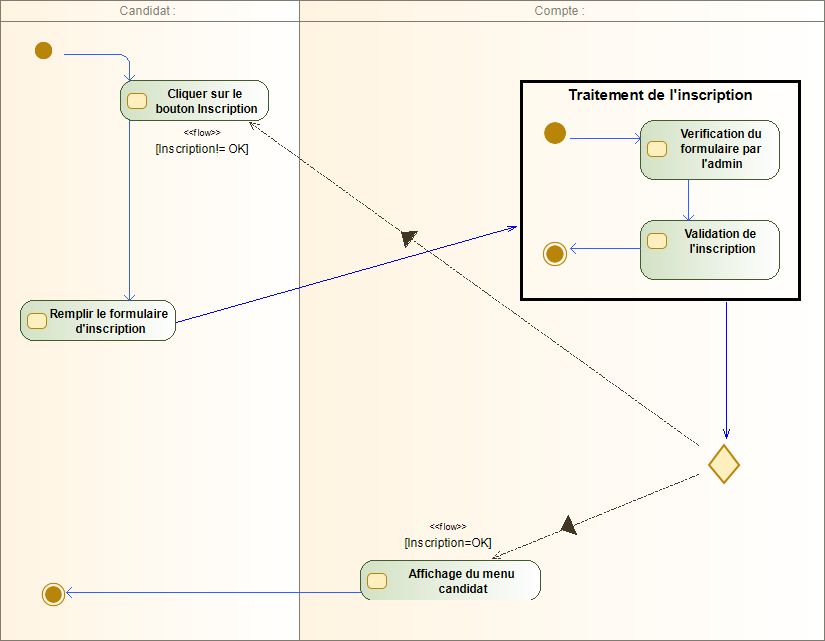 Candidat :
Compte :
Cliquer sur le
bouton Inscription
<<flow>>
[Inscription!= OK]
Traitement de l'inscription
Verification du
formulaire par
l'admin
Validation de
l'inscription
Remplir le formulaire
d'inscription
<<flow>>
[Inscription=OK]
Affichage du menu
candidat